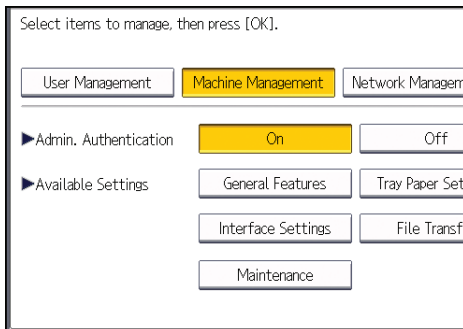 Select items to manage, then press [OK].
User Management Machine Management Network Managem
▶Admin. Authentication On Off
▶Available Settings General Features Tray Paper Set
Interface Settings File Transf
Maintenance